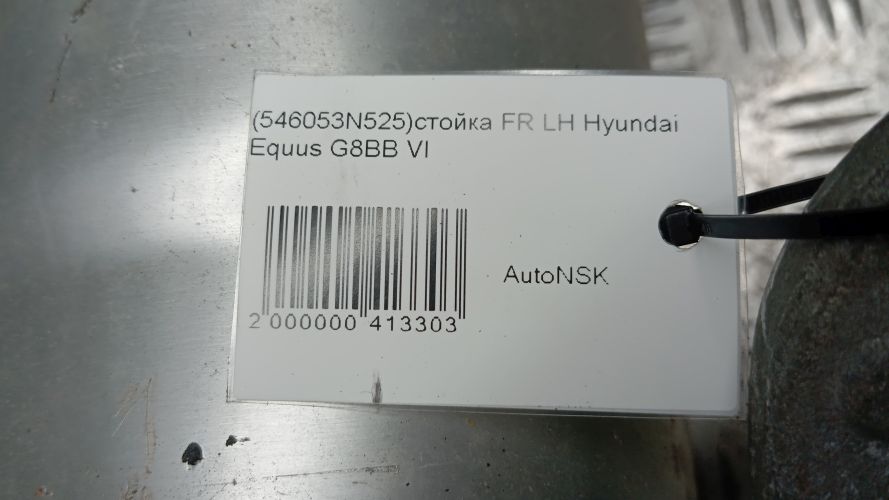 (546053N525)стойка FR LH Hyundai
Equus G8BB VI
AutoNSK
2 000000 413303